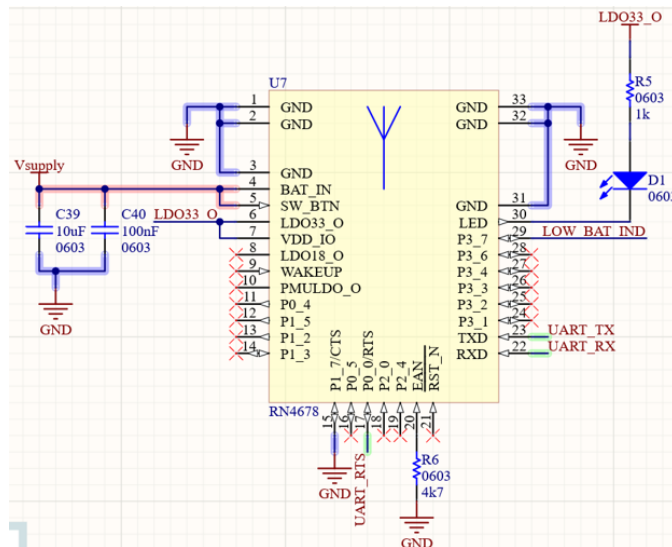 LDO33_O
R5
0603
1k
D1
0603
U7
1
GND
2
GND
3
GND
4
BAT_IN
5
SW_BTN
6
LDO33_O
7
VDD_IO
8
LDO18_O
9
WAKEUP
10
PMULDO_O
11
P0_4
12
P1_5
13
P1_2
14
P1_3
33
GND
32
GND
31
GND
30
LED
29
P3_7
28
P3_6
27
P3_4
26
P3_3
25
P3_2
24
P3_1
23
TXD
22
RXD
P1_7/CTS
P0_5
P0_0/RTS
P2_0
P2_4
EAN
RST_N
15
16
17
18
19
20
21
RN4678
GND
GND
Vsupply
LDO33_O
C39
10uF
0603
C40
100nF
0603
GND
LOW_BAT_IND
UART_TX
UART_RX
UART_RTS
GND
R6
0603
4k7
GND